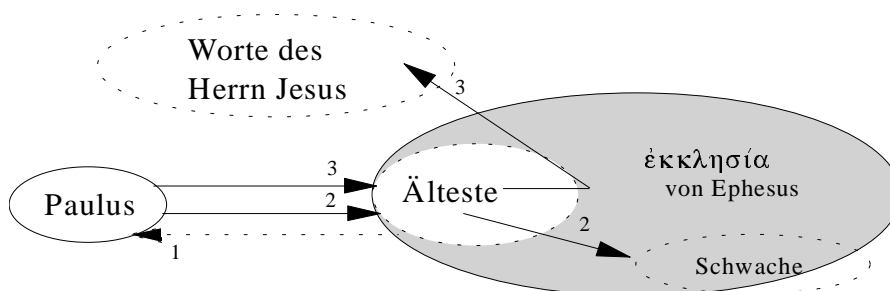 Worte des
Herrn Jesus
3
ἐκκλησία
von Ephesus
3
Älteste
Paulus
2
2
1
Schwache